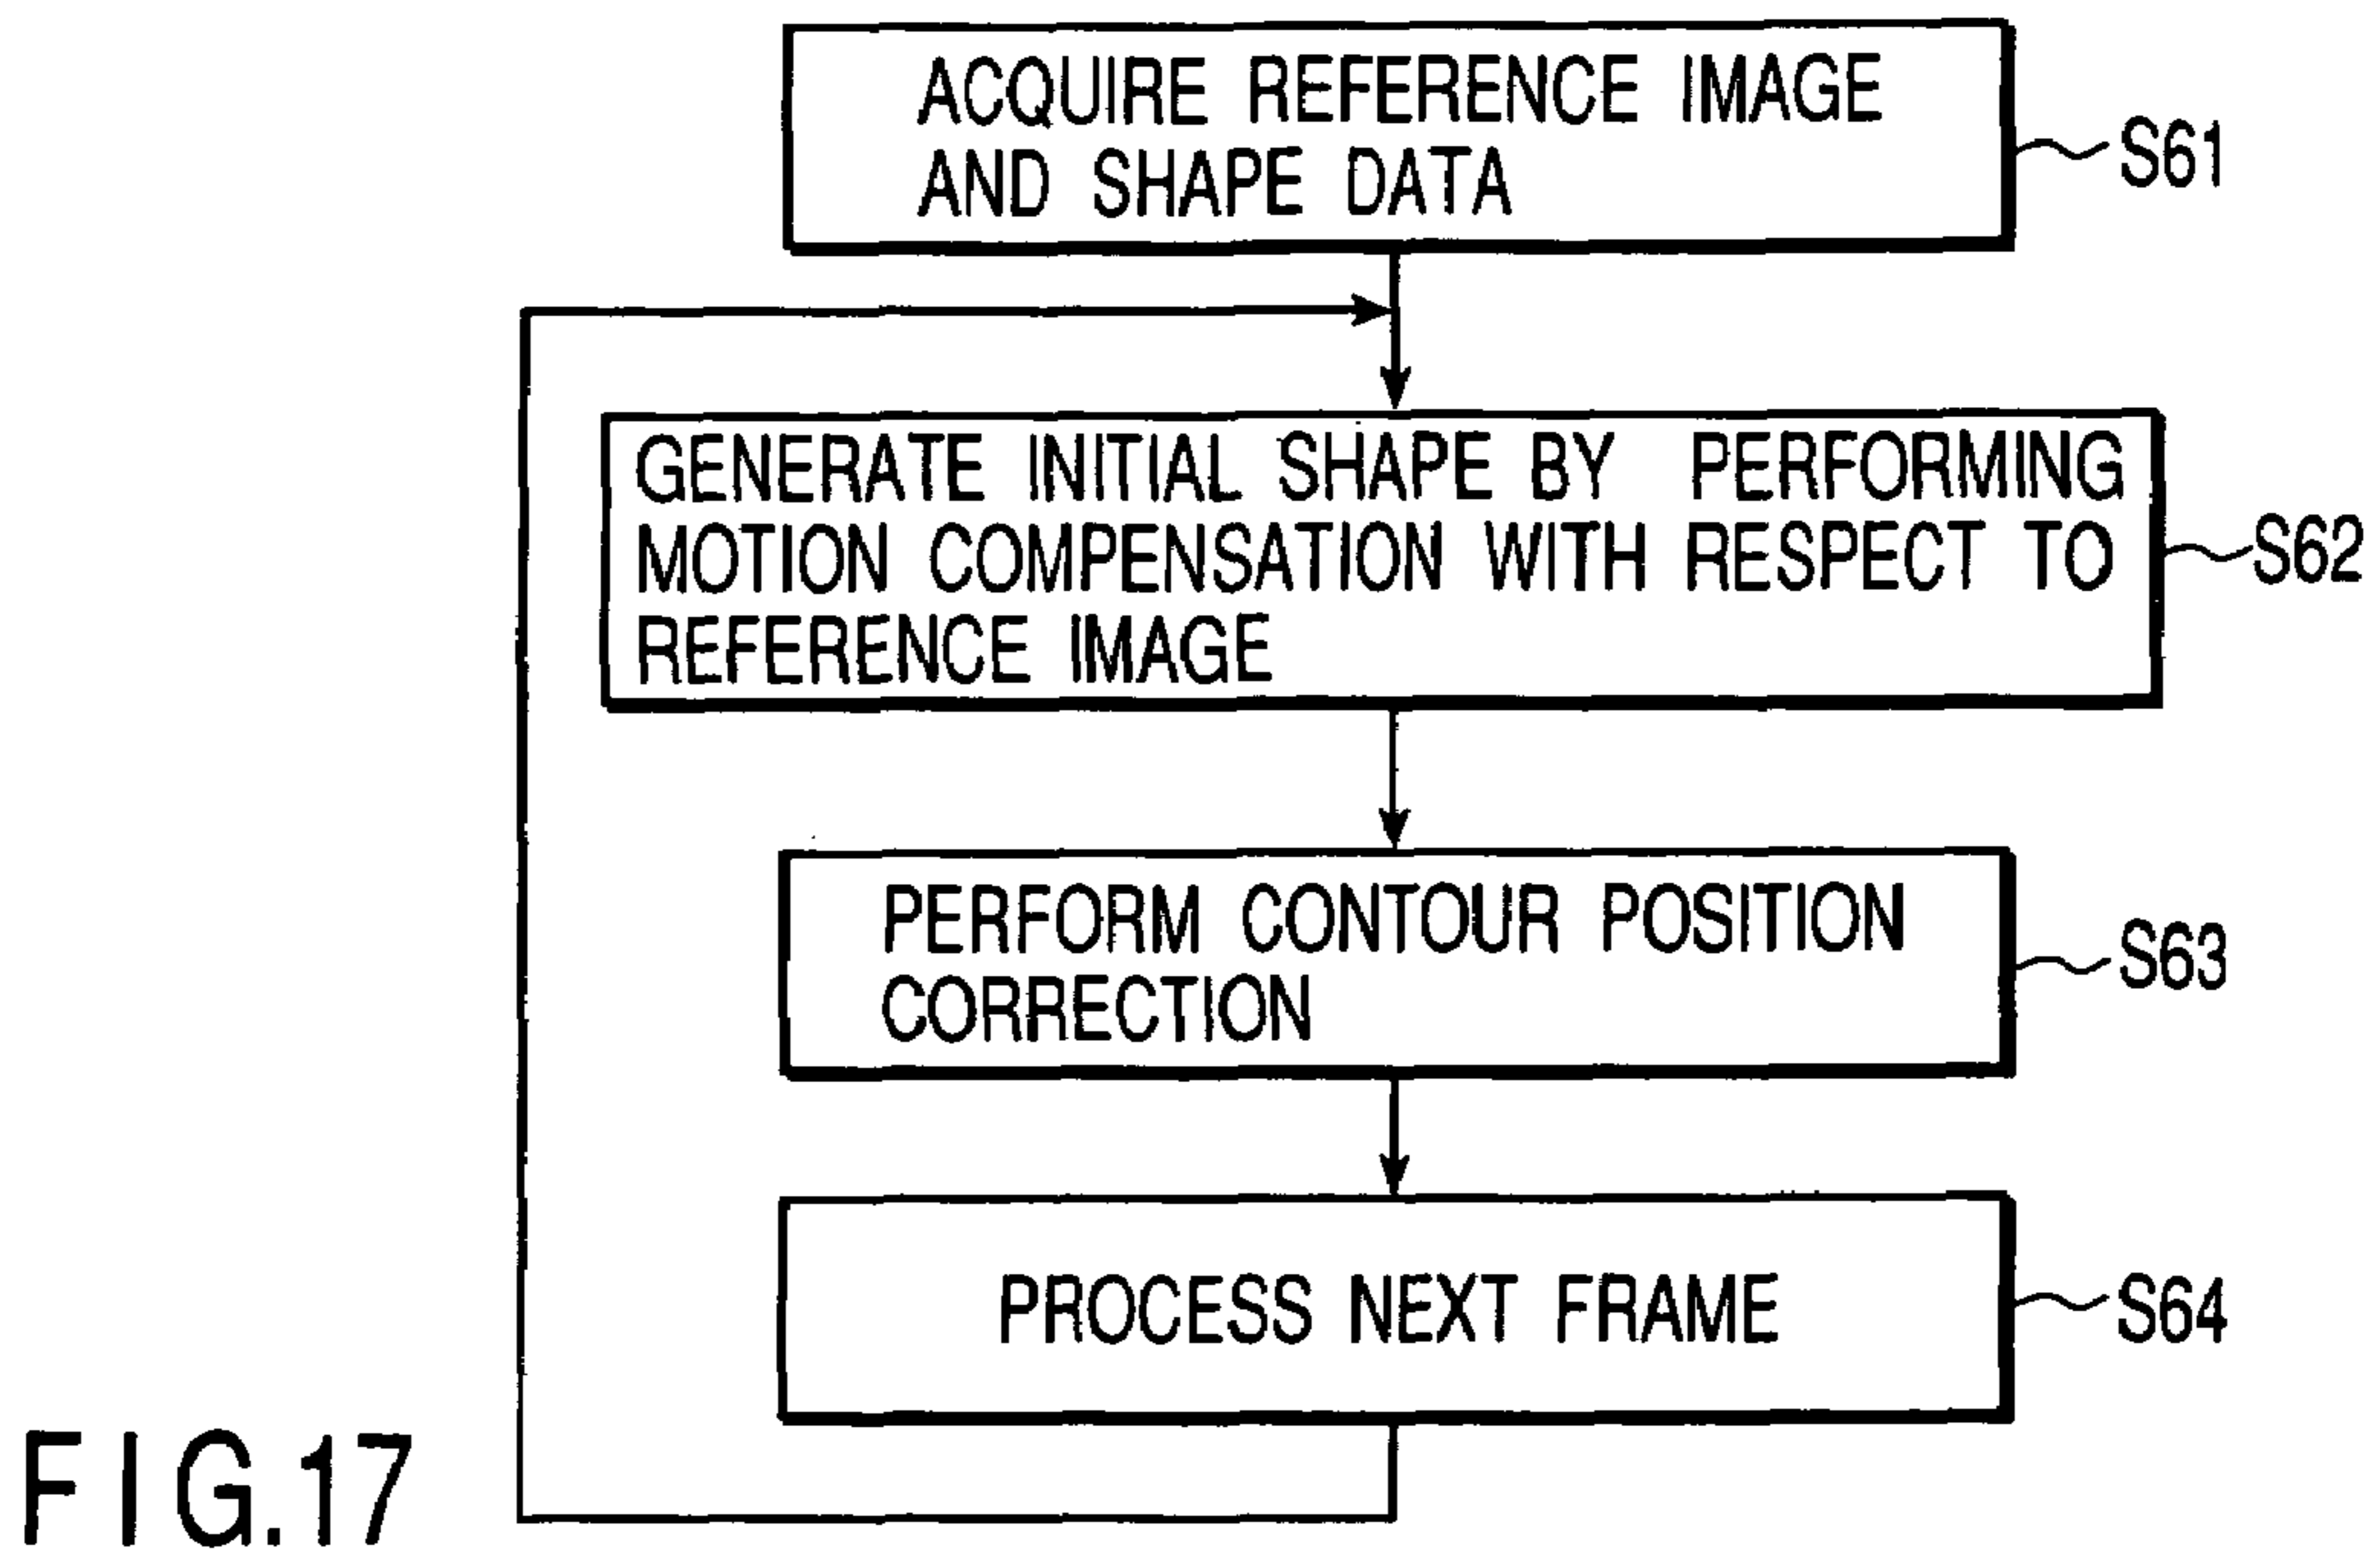 ACQUIRE REFERENCE IMAGE
AND SHAPE DATA
S61
GENERATE INITIAL SHAPE BY PERFORMING
MOTION COMPENSATION WITH RESPECT TO
REFERENCE IMAGE
S62
PERFORM CONTOUR POSITION
CORRECTION
S63
PROCESS NEXT FRAME
S64
FIG.17